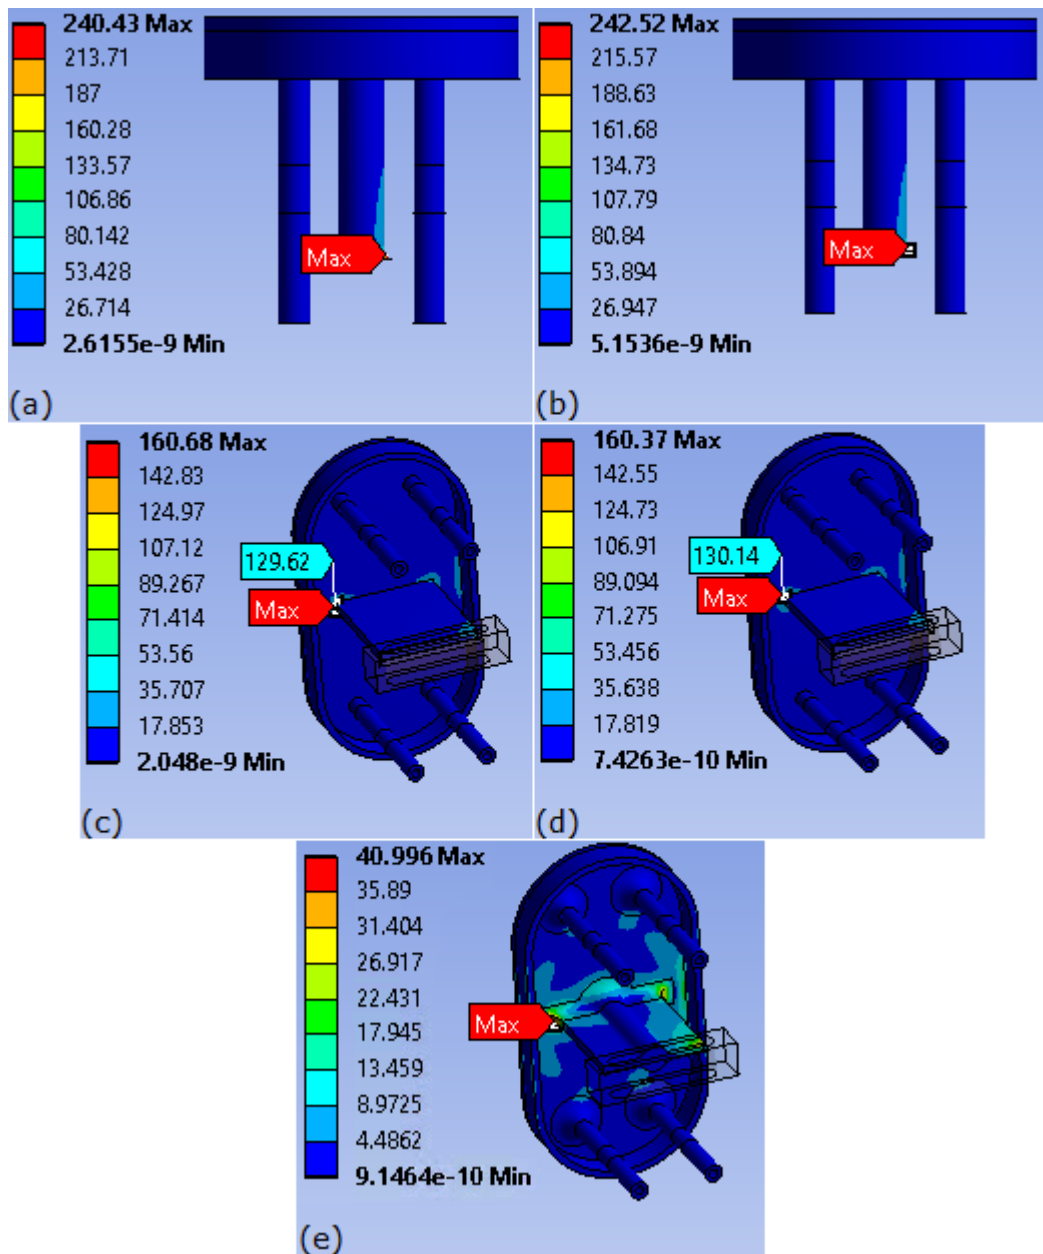 240.43 Max
213.71
187
160.28
133.57
106.86
80.142
53.428
26.714
2.6155e-9 Min
Max
(a)
242.52 Max
215.57
188.63
161.68
134.73
107.79
80.84
53.894
26.947
5.1536e-9 Min
Max
(b)
160.68 Max
142.83
124.97
107.12
89.267
71.414
53.56
35.707
17.853
2.048e-9 Min
129.62
Max
(c)
160.37 Max
142.55
124.73
106.91
89.094
71.275
53.456
35.638
17.819
7.4263e-10 Min
130.14
Max
(d)
40.996 Max
35.89
31.404
26.917
22.431
17.945
13.459
8.9725
4.4862
9.1464e-10 Min
Max
(e)